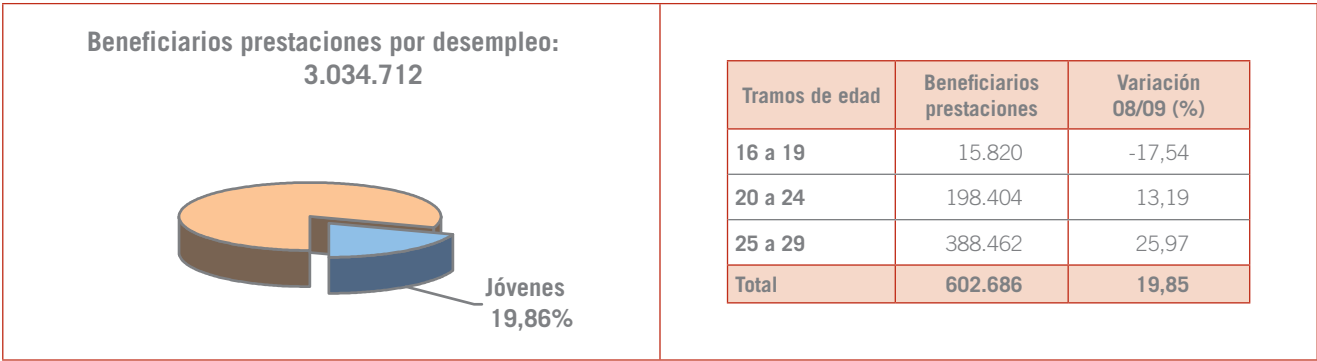 Beneficiarios prestaciones por desempleo:
3.034.712
Jóvenes
19,86%
Tramos de edad Beneficiarios prestaciones Variación 08/09 (%)
16 a 19 15.820 -17,54
20 a 24 198.404 13,19
25 a 29 388.462 25,97
Total 602.686 19,85